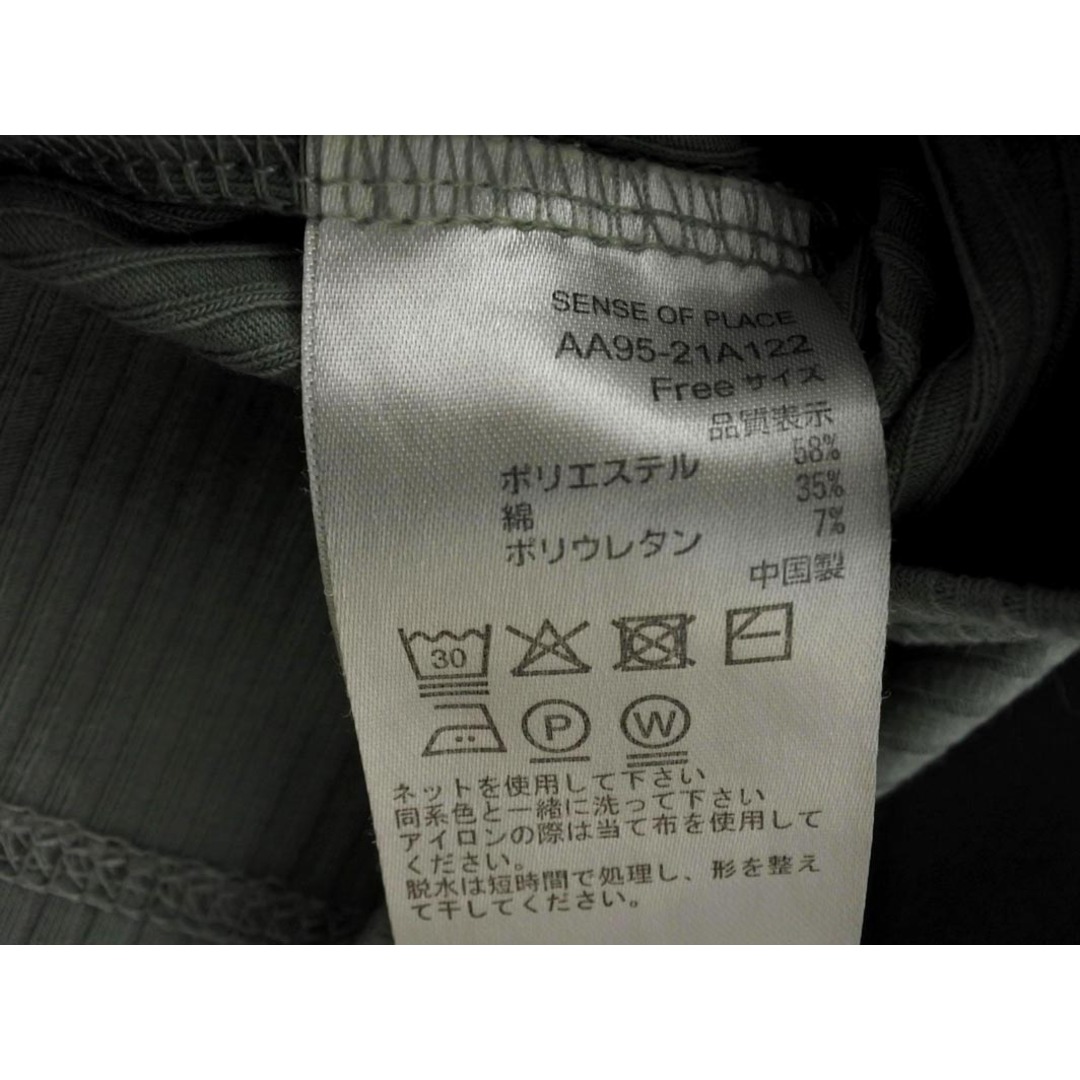 SENSE OF PLACE
AA95-21A122
Free サイズ
品質表示
ポリエステル 58%
綿 35%
ポリウレタン 7%
中国製
30
P
W
ネットを使用して下さい
同系色と一緒に洗って下さい
アイロンの際は当て布を使用して
ください。
脱水は短時間で処理し、形を整え
て干してください。